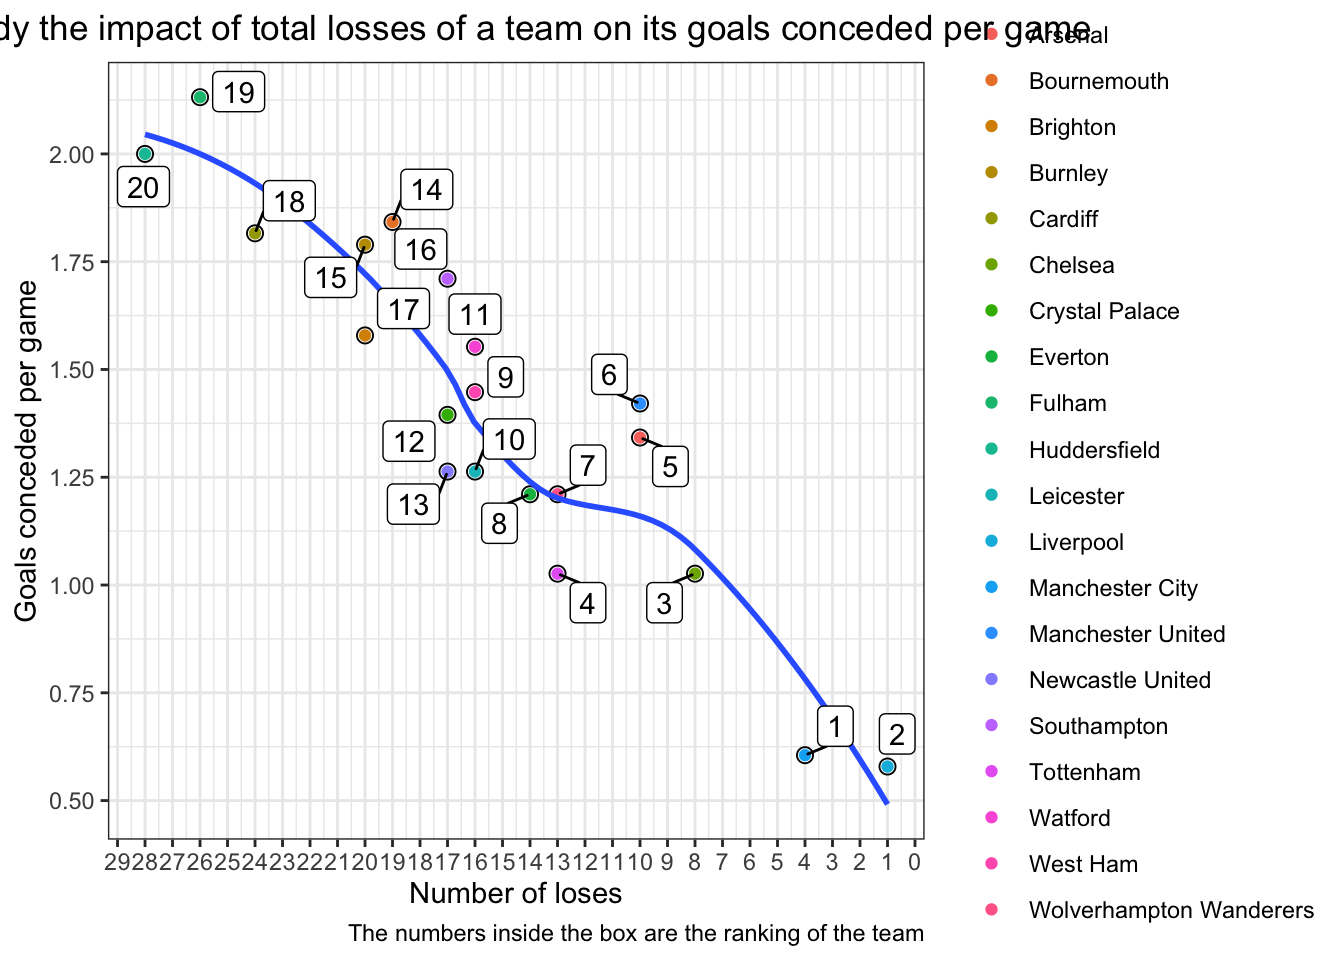 dy the impact of total losses of a team on its goals conceded per game
Arsenal
Bournemouth
Brighton
Burnley
Cardiff
Chelsea
Crystal Palace
Everton
Fulham
Huddersfield
Leicester
Liverpool
Manchester City
Manchester United
Newcastle United
Southampton
Tottenham
Watford
West Ham
Wolverhampton Wanderers
Goals conceded per game
2.00
1.75
1.50
1.25
1.00
0.75
0.50
19
20
18
14
16
15
17
11
9
6
12
10
5
7
13
8
4
3
1
2
29 28 27 26 25 24 23 22 21 20 19 18 17 16 15 14 13 12 11 10 9 8 7 6 5 4 3 2 1 0
Number of loses
The numbers inside the box are the ranking of the team